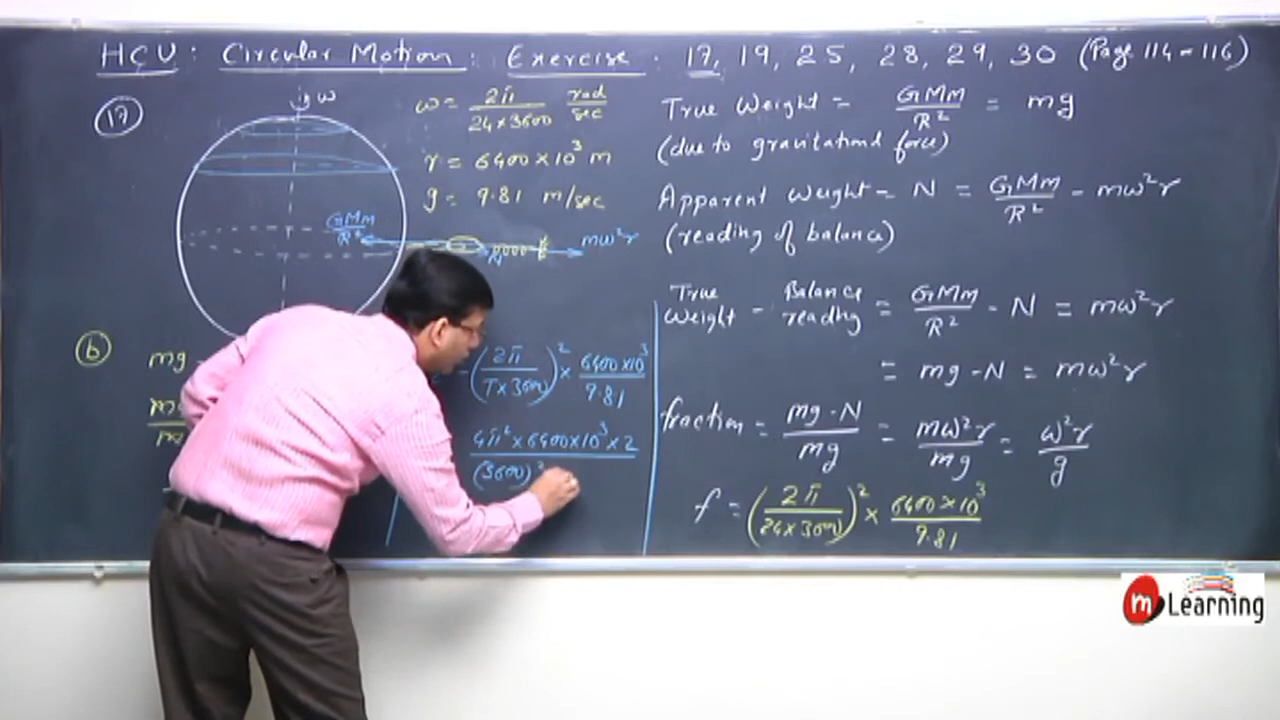 HCV : Circular Motion : Exercise : 17, 19, 25, 28, 29, 30 (Page 114 - 116)
17
ω
ω = 2π / 24 × 3600 rad / sec
r = 6400 × 10³ m
g = 9.81 m/sec
GMm / R²
N
mω²r
True Weight = GMm / R² = mg
(due to gravitational force)
Apparent Weight = N = GMm / R² - mω²r
(reading of balance)
True Weight - Balance reading = GMm / R² - N = mω²r
= mg - N = mω²r
fraction = mg - N / mg = mω²r / mg = ω²r / g
f = (2π / 24 × 3600)² × 6400 × 10³ / 9.81
b
mg
(2π / T × 3600)² × 6400 × 10³ / 9.81
4π² × 6400 × 10³ × 2
(3600)²
m Learning